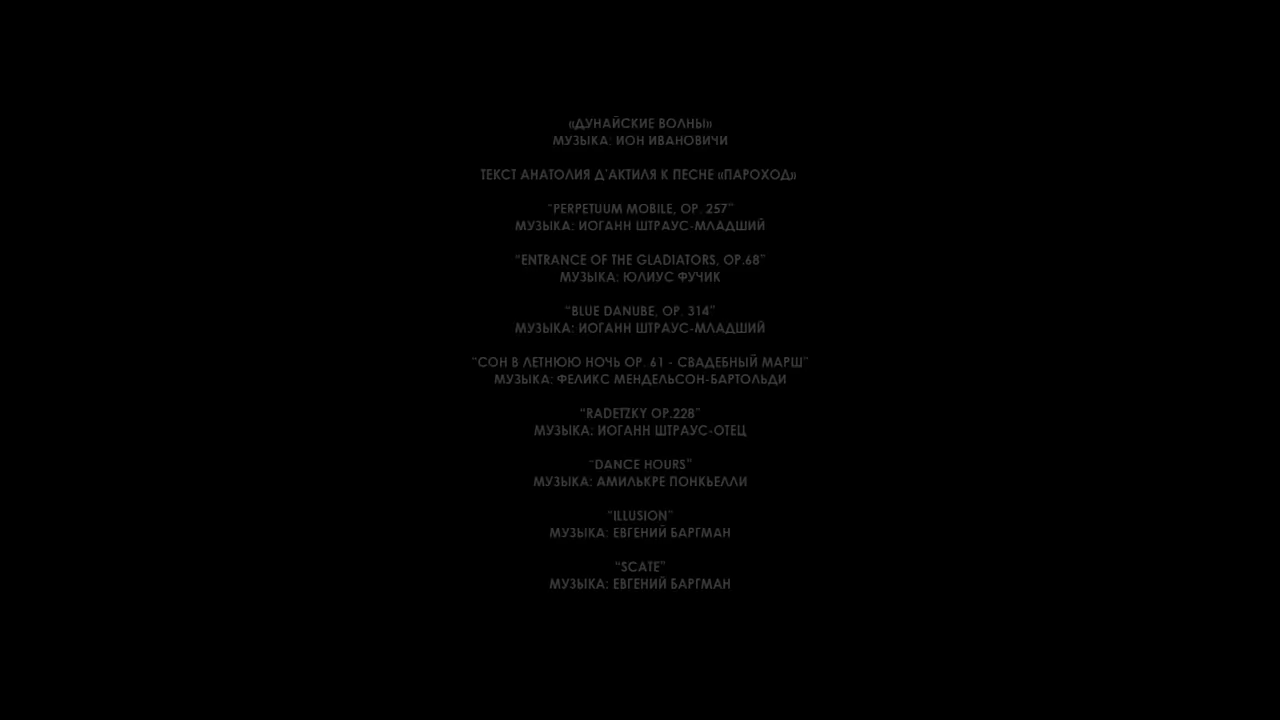 «ДУНАЙСКИЕ ВОЛНЫ»
МУЗЫКА: ИОН ИВАНОВИЧИ
ТЕКСТ АНАТОЛИЯ Д'АКТИЛЯ К ПЕСНЕ «ПАРОХОД»
"PERPETUUM MOBILE, OP. 257"
МУЗЫКА: ИОГАНН ШТРАУС-МЛАДШИЙ
"ENTRANCE OF THE GLADIATORS, OP.68"
МУЗЫКА: ЮЛИУС ФУЧИК
"BLUE DANUBE, OP. 314"
МУЗЫКА: ИОГАНН ШТРАУС-МЛАДШИЙ
"СОН В ЛЕТНЮЮ НОЧЬ OP. 61 - СВАДЕБНЫЙ МАРШ"
МУЗЫКА: ФЕЛИКС МЕНДЕЛЬСОН-БАРТОЛЬДИ
"RADETZKY OP.228"
МУЗЫКА: ИОГАНН ШТРАУС-ОТЕЦ
"DANCE HOURS"
МУЗЫКА: АМИЛЬКРЕ ПОНКЬЕЛЛИ
"ILLUSION"
МУЗЫКА: ЕВГЕНИЙ БАРГМАН
"SCATE"
МУЗЫКА: ЕВГЕНИЙ БАРГМАН